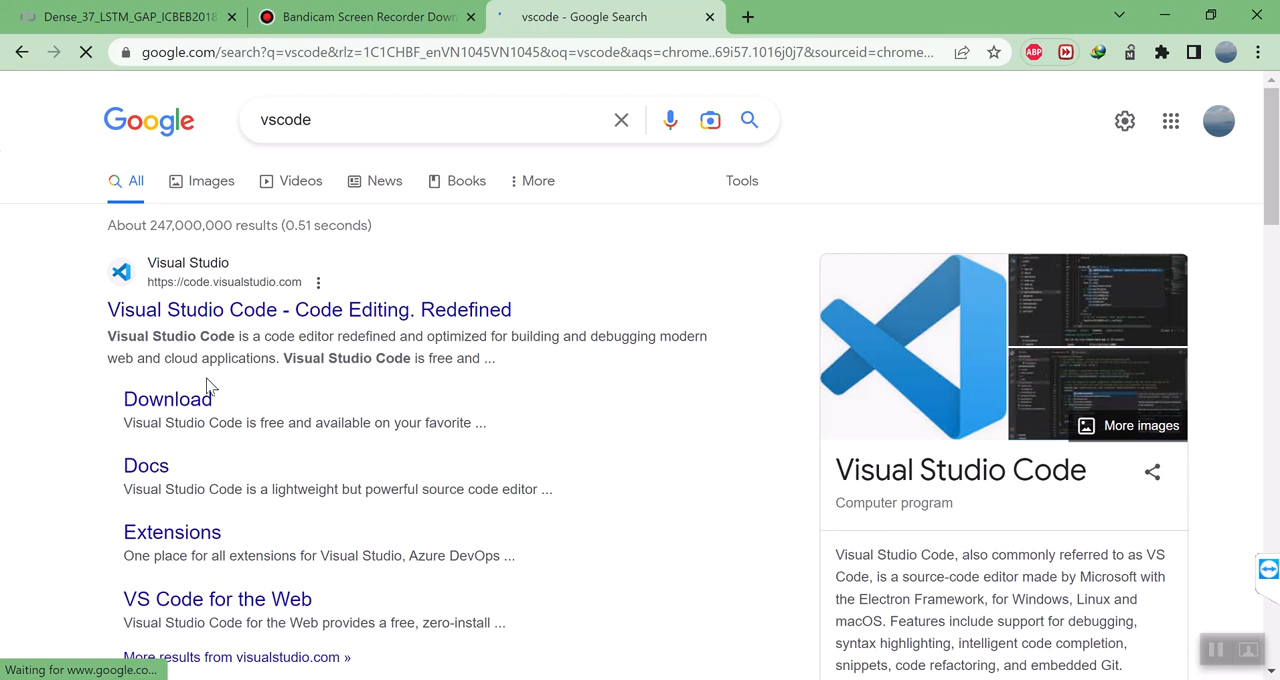 Dense_37_LSTM_GAP_ICBEB2018
Bandicam Screen Recorder Down
vscode - Google Search
google.com/search?q=vscode&rlz=1C1CHBF_enVN1045VN1045&oq=vscode&aqs=chrome..69i57.1016j0j7&sourceid=chrome...
ABP
Google
vscode
All
Images
Videos
News
Books
More
Tools
About 247,000,000 results (0.51 seconds)
Visual Studio
https://code.visualstudio.com
Visual Studio Code - Code Editing. Redefined
Visual Studio Code is a code editor redefined and optimized for building and debugging modern
web and cloud applications. Visual Studio Code is free and ...
Download
Visual Studio Code is free and available on your favorite ...
Docs
Visual Studio Code is a lightweight but powerful source code editor ...
Extensions
One place for all extensions for Visual Studio, Azure DevOps ...
VS Code for the Web
Visual Studio Code for the Web provides a free, zero-install ...
More results from visualstudio.com »
More images
Visual Studio Code
Computer program
Visual Studio Code, also commonly referred to as VS
Code, is a source-code editor made by Microsoft with
the Electron Framework, for Windows, Linux and
macOS. Features include support for debugging,
syntax highlighting, intelligent code completion,
snippets, code refactoring, and embedded Git.
Waiting for www.google.co...